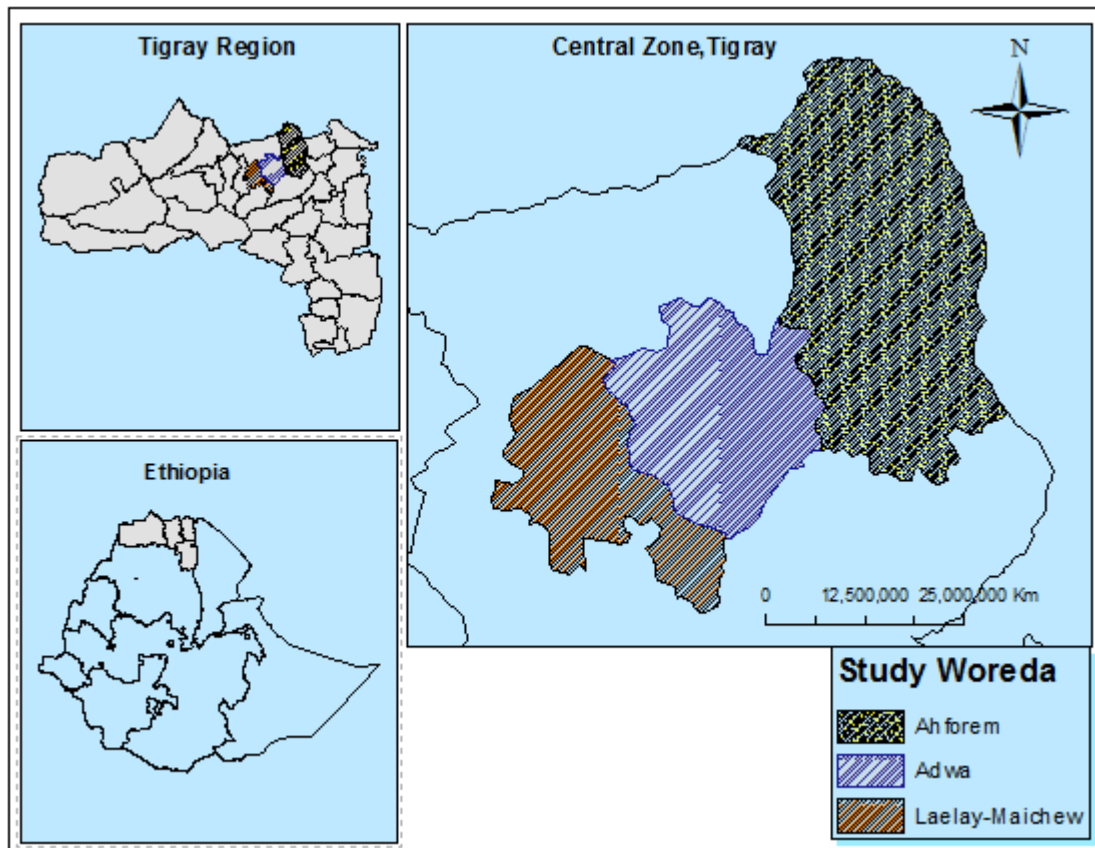 Tigray Region
Central Zone,Tigray
N
Ethiopia
0 12,500,000 25,000,000 Km
Study Woreda
Ahforem
Adwa
Laelay-Maichew